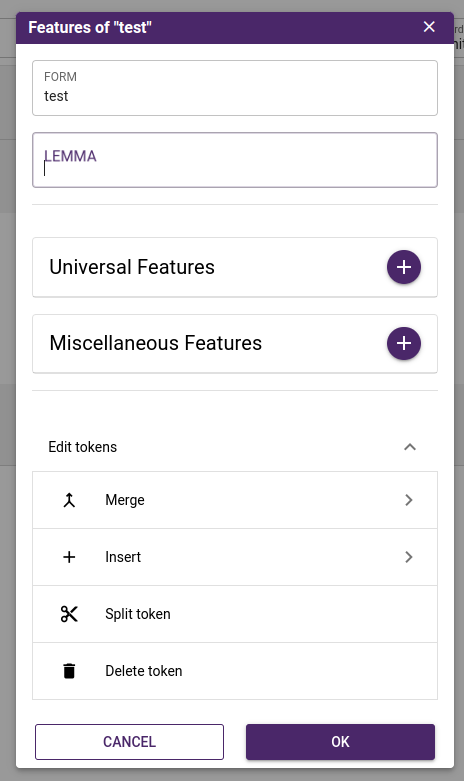 Features of "test"
FORM
test
LEMMA
Universal Features
Miscellaneous Features
Edit tokens
Merge
Insert
Split token
Delete token
CANCEL
OK